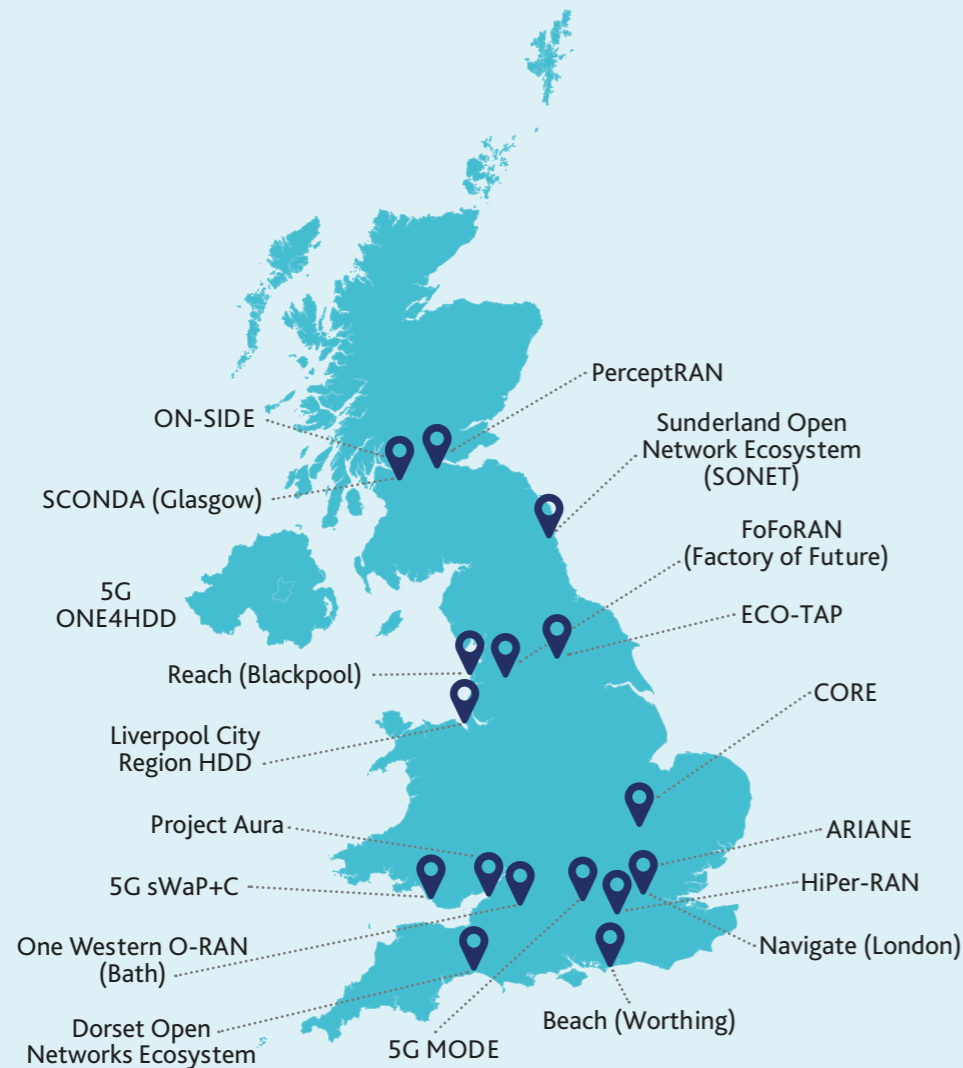 PerceptRAN
ON-SIDE
Sunderland Open
Network Ecosystem
(SONET)
SCONDA (Glasgow)
FoFoRAN
(Factory of Future)
5G
ONE4HDD
ECO-TAP
Reach (Blackpool)
CORE
Liverpool City
Region HDD
Project Aura
ARIANE
5G sWaP+C
HiPer-RAN
One Western O-RAN
(Bath)
Navigate (London)
Dorset Open
Networks Ecosystem
5G MODE
Beach (Worthing)